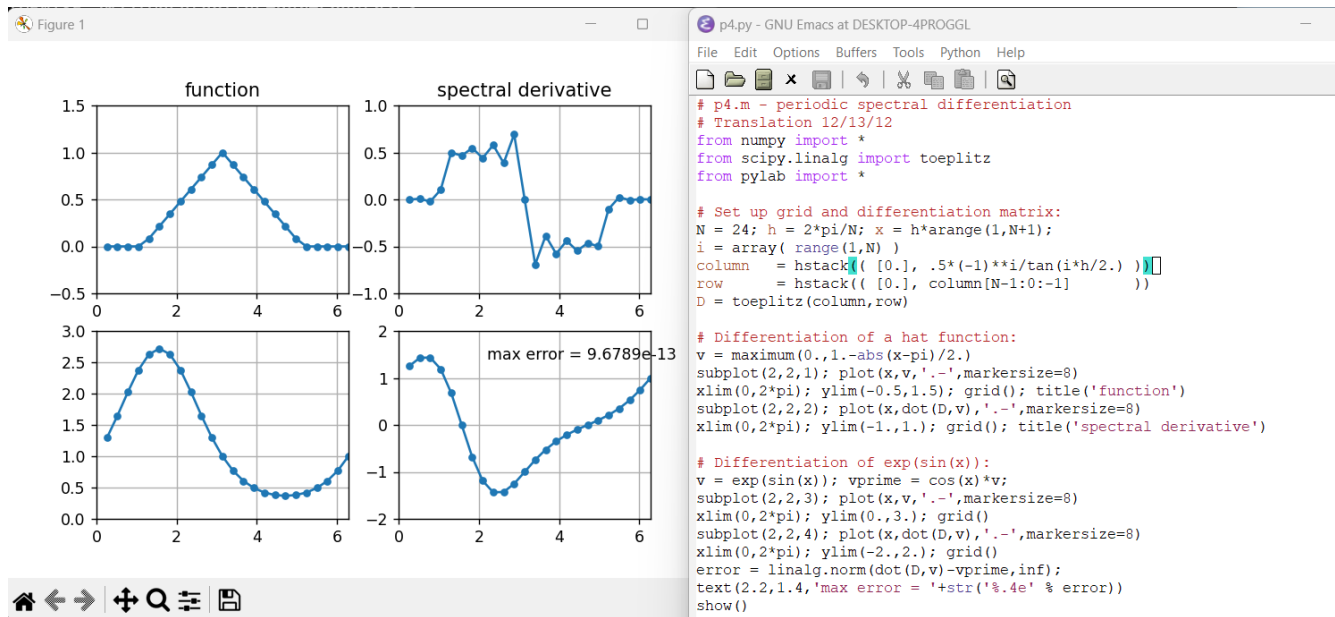 Figure 1
function
1.5
1.0
0.5
0.0
−0.5
0
2
4
6
spectral derivative
1.0
0.5
0.0
−0.5
−1.0
0
2
4
6
3.0
2.5
2.0
1.5
1.0
0.5
0.0
0
2
4
6
max error = 9.6789e-13
2
1
0
−1
−2
0
2
4
6
p4.py - GNU Emacs at DESKTOP-4PROGGL
File Edit Options Buffers Tools Python Help
# p4.m - periodic spectral differentiation
# Translation 12/13/12
from numpy import *
from scipy.linalg import toeplitz
from pylab import *
# Set up grid and differentiation matrix:
N = 24; h = 2*pi/N; x = h*arange(1,N+1);
i = array( range(1,N) )
column   = hstack(( [0.], .5*(-1)**i/tan(i*h/2.) ))
row      = hstack(( [0.], column[N-1:0:-1]       ))
D = toeplitz(column,row)
# Differentiation of a hat function:
v = maximum(0.,1.-abs(x-pi)/2.)
subplot(2,2,1); plot(x,v,'.-',markersize=8)
xlim(0,2*pi); ylim(-0.5,1.5); grid(); title('function')
subplot(2,2,2); plot(x,dot(D,v),'.-',markersize=8)
xlim(0,2*pi); ylim(-1.,1.); grid(); title('spectral derivative')
# Differentiation of exp(sin(x)):
v = exp(sin(x)); vprime = cos(x)*v;
subplot(2,2,3); plot(x,v,'.-',markersize=8)
xlim(0,2*pi); ylim(0.,3.); grid()
subplot(2,2,4); plot(x,dot(D,v),'.-',markersize=8)
xlim(0,2*pi); ylim(-2.,2.); grid()
error = linalg.norm(dot(D,v)-vprime,inf);
text(2.2,1.4,'max error = '+str('%.4e' % error))
show()